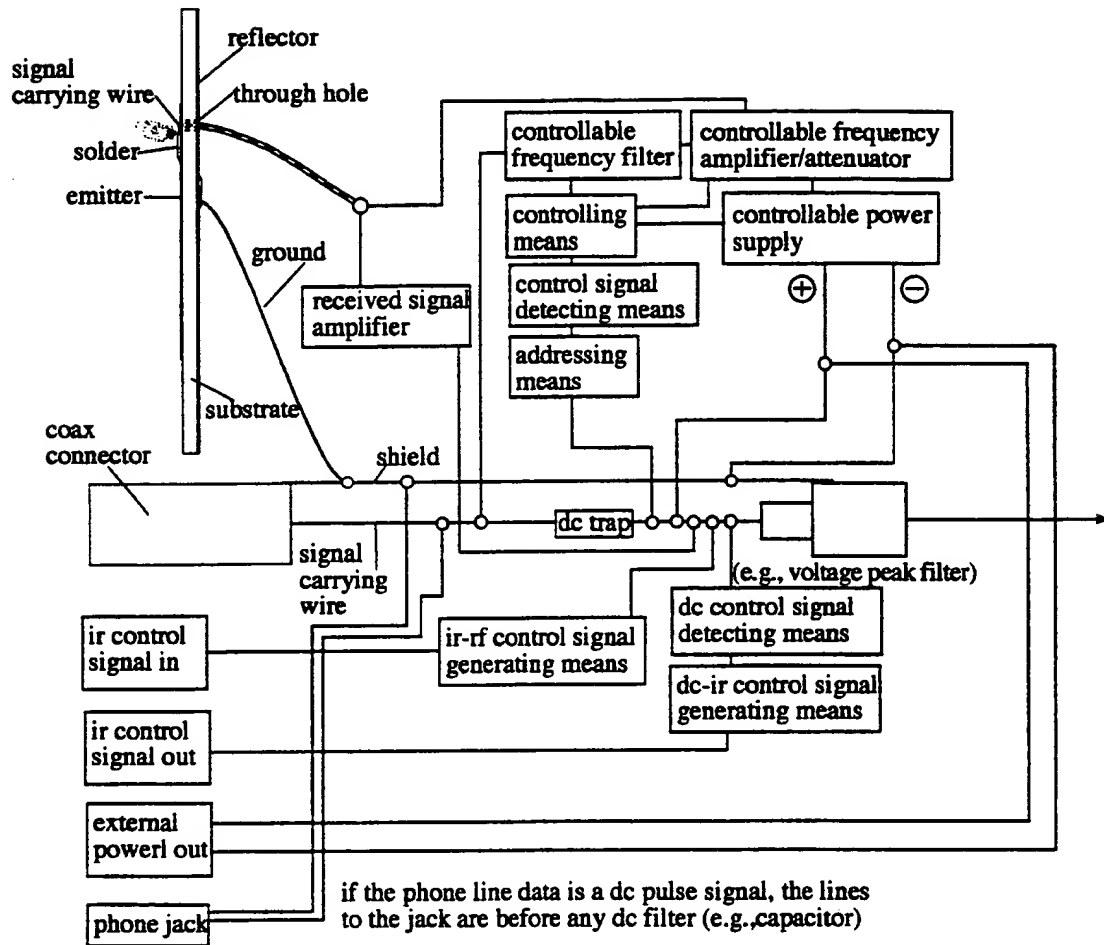 reflector
signal
carrying wire
through hole
solder
emitter
controllable
frequency filter
controllable frequency
amplifier/attenuator
controlling
means
controllable power
supply
ground
control signal
detecting means
+
−
received signal
amplifier
addressing
means
substrate
coax
connector
shield
dc trap
signal
carrying
wire
(e.g., voltage peak filter)
ir control
signal in
ir-rf control signal
generating means
dc control signal
detecting means
dc-ir control signal
generating means
ir control
signal out
external
powerl out
if the phone line data is a dc pulse signal, the lines
to the jack are before any dc filter (e.g.,capacitor)
phone jack